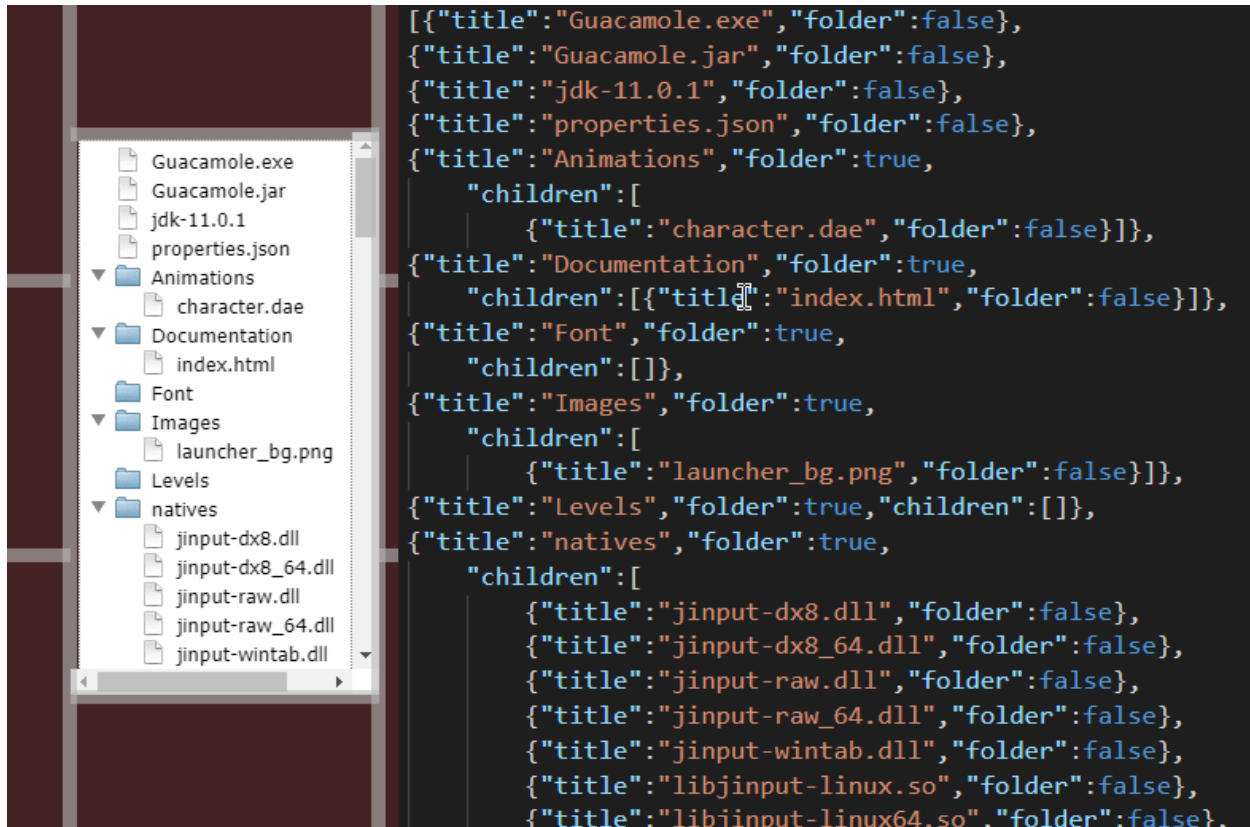 Guacamole.exe
Guacamole.jar
jdk-11.0.1
properties.json
Animations
character.dae
Documentation
index.html
Font
Images
launcher_bg.png
Levels
natives
jinput-dx8.dll
jinput-dx8_64.dll
jinput-raw.dll
jinput-raw_64.dll
jinput-wintab.dll
[{"title":"Guacamole.exe","folder":false},
{"title":"Guacamole.jar","folder":false},
{"title":"jdk-11.0.1","folder":false},
{"title":"properties.json","folder":false},
{"title":"Animations","folder":true,
"children":[
{"title":"character.dae","folder":false}]},
{"title":"Documentation","folder":true,
"children":[{"title":"index.html","folder":false}]},
{"title":"Font","folder":true,
"children":[]},
{"title":"Images","folder":true,
"children":[
{"title":"launcher_bg.png","folder":false}]},
{"title":"Levels","folder":true,"children":[]},
{"title":"natives","folder":true,
"children":[
{"title":"jinput-dx8.dll","folder":false},
{"title":"jinput-dx8_64.dll","folder":false},
{"title":"jinput-raw.dll","folder":false},
{"title":"jinput-raw_64.dll","folder":false},
{"title":"jinput-wintab.dll","folder":false},
{"title":"libjinput-linux.so","folder":false},
{"title":"libjinput-linux64.so","folder":false},